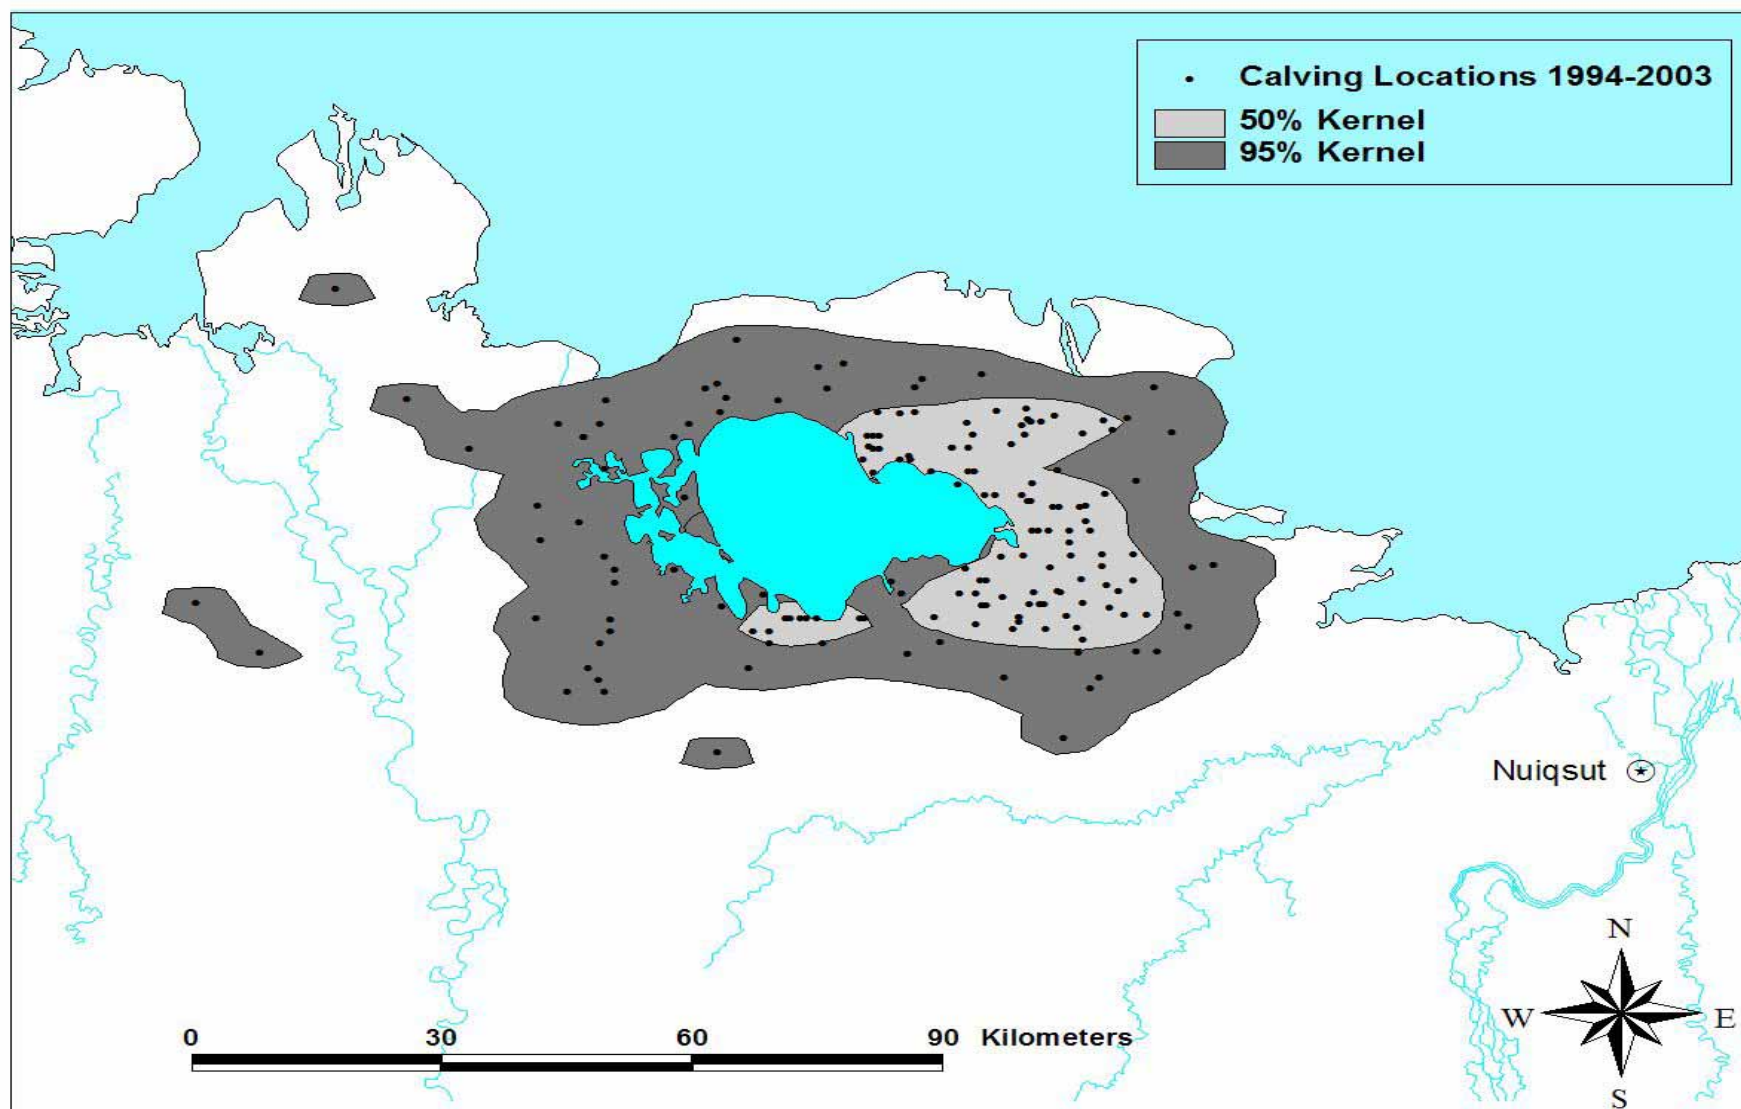 Calving Locations 1994-2003
50% Kernel
95% Kernel
Nuiqsut
N
W E
S
0 30 60 90 Kilometers